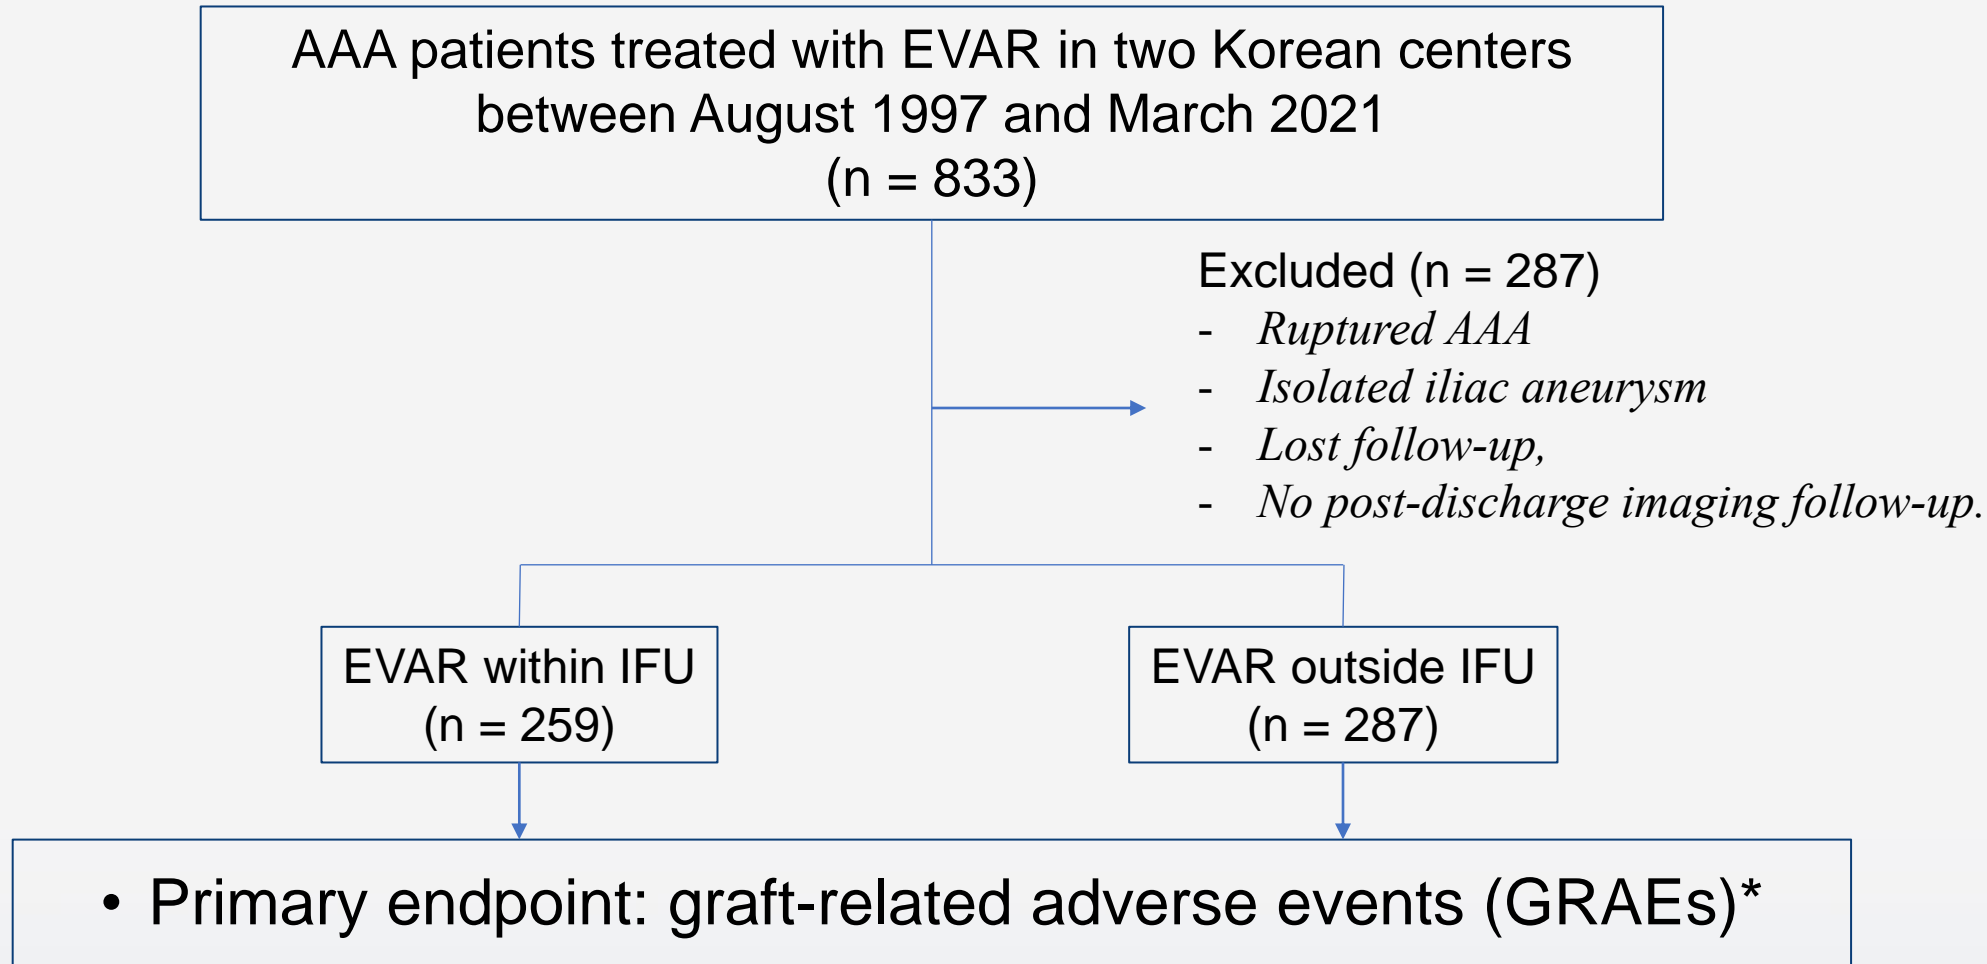 AAA patients treated with EVAR in two Korean centers
between August 1997 and March 2021
(n = 833)
Excluded (n = 287)
- Ruptured AAA
- Isolated iliac aneurysm
- Lost follow-up,
- No post-discharge imaging follow-up.
EVAR within IFU
(n = 259)
EVAR outside IFU
(n = 287)
• Primary endpoint: graft-related adverse events (GRAEs)*